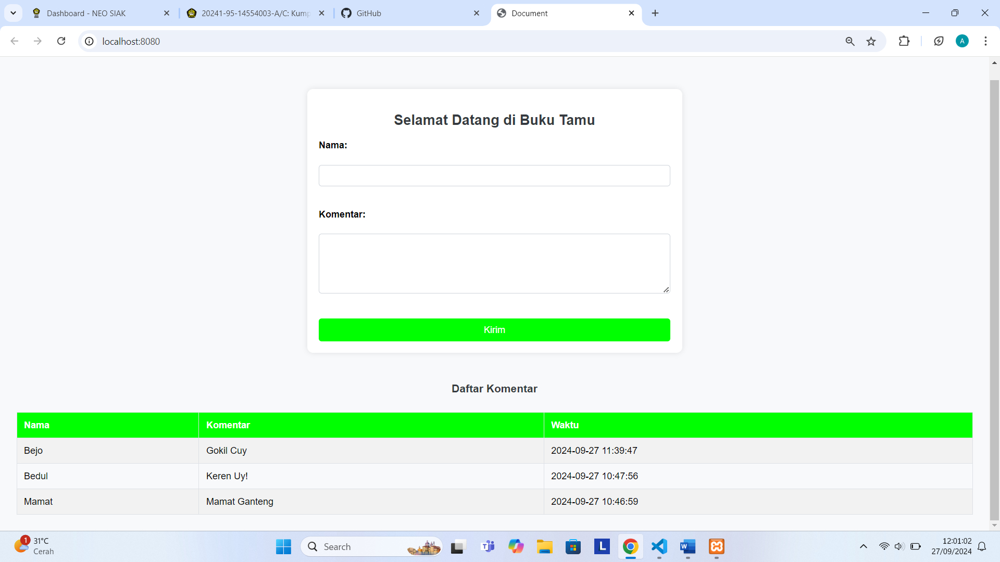 Dashboard - NEO SIAK
20241-95-14554003-A/C: Kump
GitHub
Document
localhost:8080
A
Selamat Datang di Buku Tamu
Nama:
Komentar:
Kirim
Daftar Komentar
Nama Komentar Waktu
Bejo Gokil Cuy 2024-09-27 11:39:47
Bedul Keren Uy! 2024-09-27 10:47:56
Mamat Mamat Ganteng 2024-09-27 10:46:59
1
31°C
Cerah
Search
T
L
W
12:01:02
27/09/2024